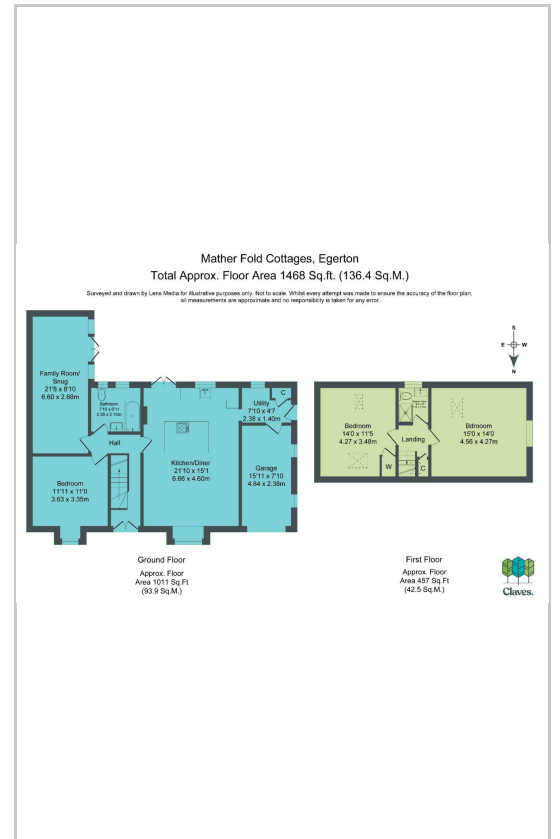 Mather Fold Cottages, Egerton
Total Approx. Floor Area 1468 Sq.ft. (136.4 Sq.M.)
Surveyed and drawn by Lens Media for illustrative purposes only. Not to scale. Whilst every attempt was made to ensure the accuracy of the floor plan,
all measurements are approximate and no responsibility is taken for any error.
S
E W
N
Family Room/
Snug
21'8 x 8'10
6.60 x 2.68m
Bathroom
7'10 x 6'11
2.38 x 2.10m
C
Utility
7'10 x 4'7
2.38 x 1.40m
Hall
Kitchen/Diner
21'10 x 15'1
6.66 x 4.60m
Garage
15'11 x 7'10
4.84 x 2.38m
Bedroom
11'11 x 11'0
3.63 x 3.35m
Bedroom
14'0 x 11'5
4.27 x 3.48m
Landing
Bdrooom
15'0 x 14'0
4.56 x 4.27m
W
C
Ground Floor
Approx. Floor
Area 1011 Sq.Ft
(93.9 Sq.M.)
First Floor
Approx. Floor
Area 457 Sq.Ft
(42.5 Sq.M.)
Claves.